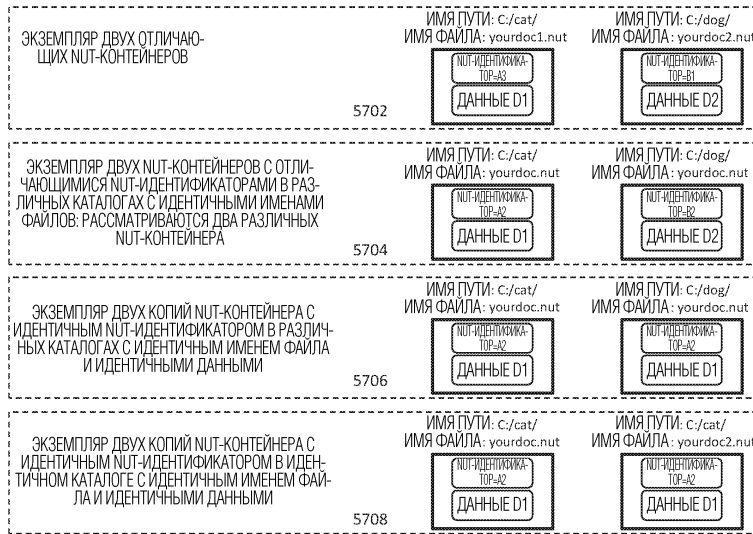 ЭКЗЕМПЛЯР ДВУХ ОТЛИЧАЮ-
ЩИХ NUT-КОНТЕЙНЕРОВ
5702
ИМЯ ПУТИ: C:/cat/
ИМЯ ФАЙЛА: yourdoc1.nut
NUT-ИДЕНТИФИКА-
ТОР=A3
ДАННЫЕ D1
ИМЯ ПУТИ: C:/dog/
ИМЯ ФАЙЛА: yourdoc2.nut
NUT-ИДЕНТИФИКА-
ТОР=B1
ДАННЫЕ D2
ЭКЗЕМПЛЯР ДВУХ NUT-КОНТЕЙНЕРОВ С ОТЛИ-
ЧАЮЩИМИСЯ NUT-ИДЕНТИФИКАТОРАМИ В РАЗ-
ЛИЧНЫХ КАТАЛОГАХ С ИДЕНТИЧНЫМИ ИМЕНАМИ
ФАЙЛОВ: РАССМАТРИВАЮТСЯ ДВА РАЗЛИЧНЫХ
NUT-КОНТЕЙНЕРА
5704
ИМЯ ПУТИ: C:/cat/
ИМЯ ФАЙЛА: yourdoc.nut
NUT-ИДЕНТИФИКА-
ТОР=A2
ДАННЫЕ D1
ИМЯ ПУТИ: C:/dog/
ИМЯ ФАЙЛА: yourdoc.nut
NUT-ИДЕНТИФИКА-
ТОР=B2
ДАННЫЕ D2
ЭКЗЕМПЛЯР ДВУХ КОПИЙ NUT-КОНТЕЙНЕРА С
ИДЕНТИЧНЫМ NUT-ИДЕНТИФИКАТОРОМ В РАЗЛИЧ-
НЫХ КАТАЛОГАХ С ИДЕНТИЧНЫМ ИМЕНЕМ ФАЙЛА
И ИДЕНТИЧНЫМИ ДАННЫМИ
5706
ИМЯ ПУТИ: C:/cat/
ИМЯ ФАЙЛА: yourdoc.nut
NUT-ИДЕНТИФИКА-
ТОР=A2
ДАННЫЕ D1
ИМЯ ПУТИ: C:/dog/
ИМЯ ФАЙЛА: yourdoc.nut
NUT-ИДЕНТИФИКА-
ТОР=A2
ДАННЫЕ D1
ЭКЗЕМПЛЯР ДВУХ КОПИЙ NUT-КОНТЕЙНЕРА С
ИДЕНТИЧНЫМ NUT-ИДЕНТИФИКАТОРОМ В ИДЕН-
ТИЧНОМ КАТАЛОГЕ С ИДЕНТИЧНЫМ ИМЕНЕМ ФАЙ-
ЛА И ИДЕНТИЧНЫМИ ДАННЫМИ
5708
ИМЯ ПУТИ: C:/cat/
ИМЯ ФАЙЛА: yourdoc.nut
NUT-ИДЕНТИФИКА-
ТОР=A2
ДАННЫЕ D1
ИМЯ ПУТИ: C:/cat/
ИМЯ ФАЙЛА: yourdoc2.nut
NUT-ИДЕНТИФИКА-
ТОР=A2
ДАННЫЕ D1